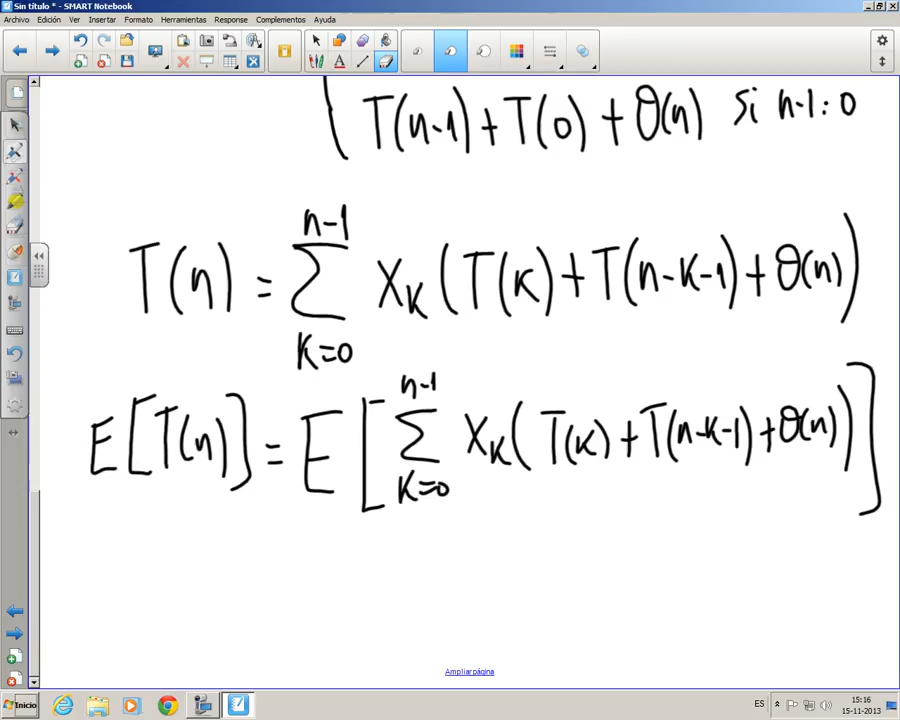 Sin título * - SMART Notebook
Archivo Edición Ver Insertar Formato Herramientas Response Complementos Ayuda
T(n-1) + T(0) + Θ(n) si n-1 : 0
T(n) = ∑_{K=0}^{n-1} X_K ( T(K) + T(n-K-1) + Θ(n) )
E[T(n)] = E[ ∑_{K=0}^{n-1} X_K ( T(K) + T(n-K-1) + Θ(n) ) ]
Ampliar página
Inicio
ES
15:16
15-11-2013